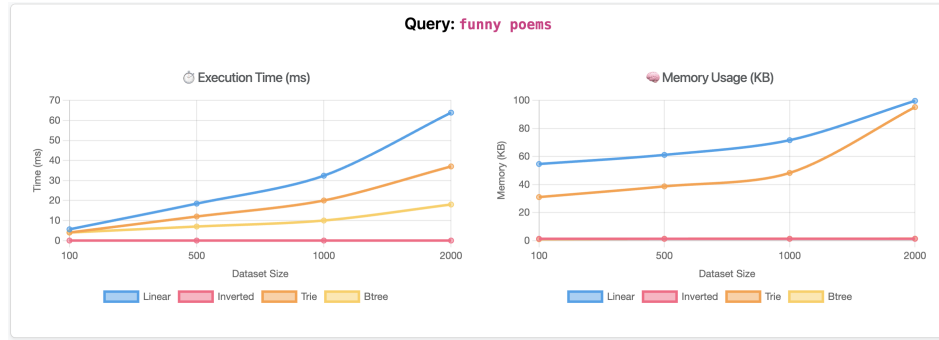 Query: funny poems
⏱ Execution Time (ms)
70
60
50
40
30
20
10
0
Time (ms)
100 500 1000 2000
Dataset Size
Linear Inverted Trie Btree
🧠 Memory Usage (KB)
100
80
60
40
20
0
Memory (KB)
100 500 1000 2000
Dataset Size
Linear Inverted Trie Btree